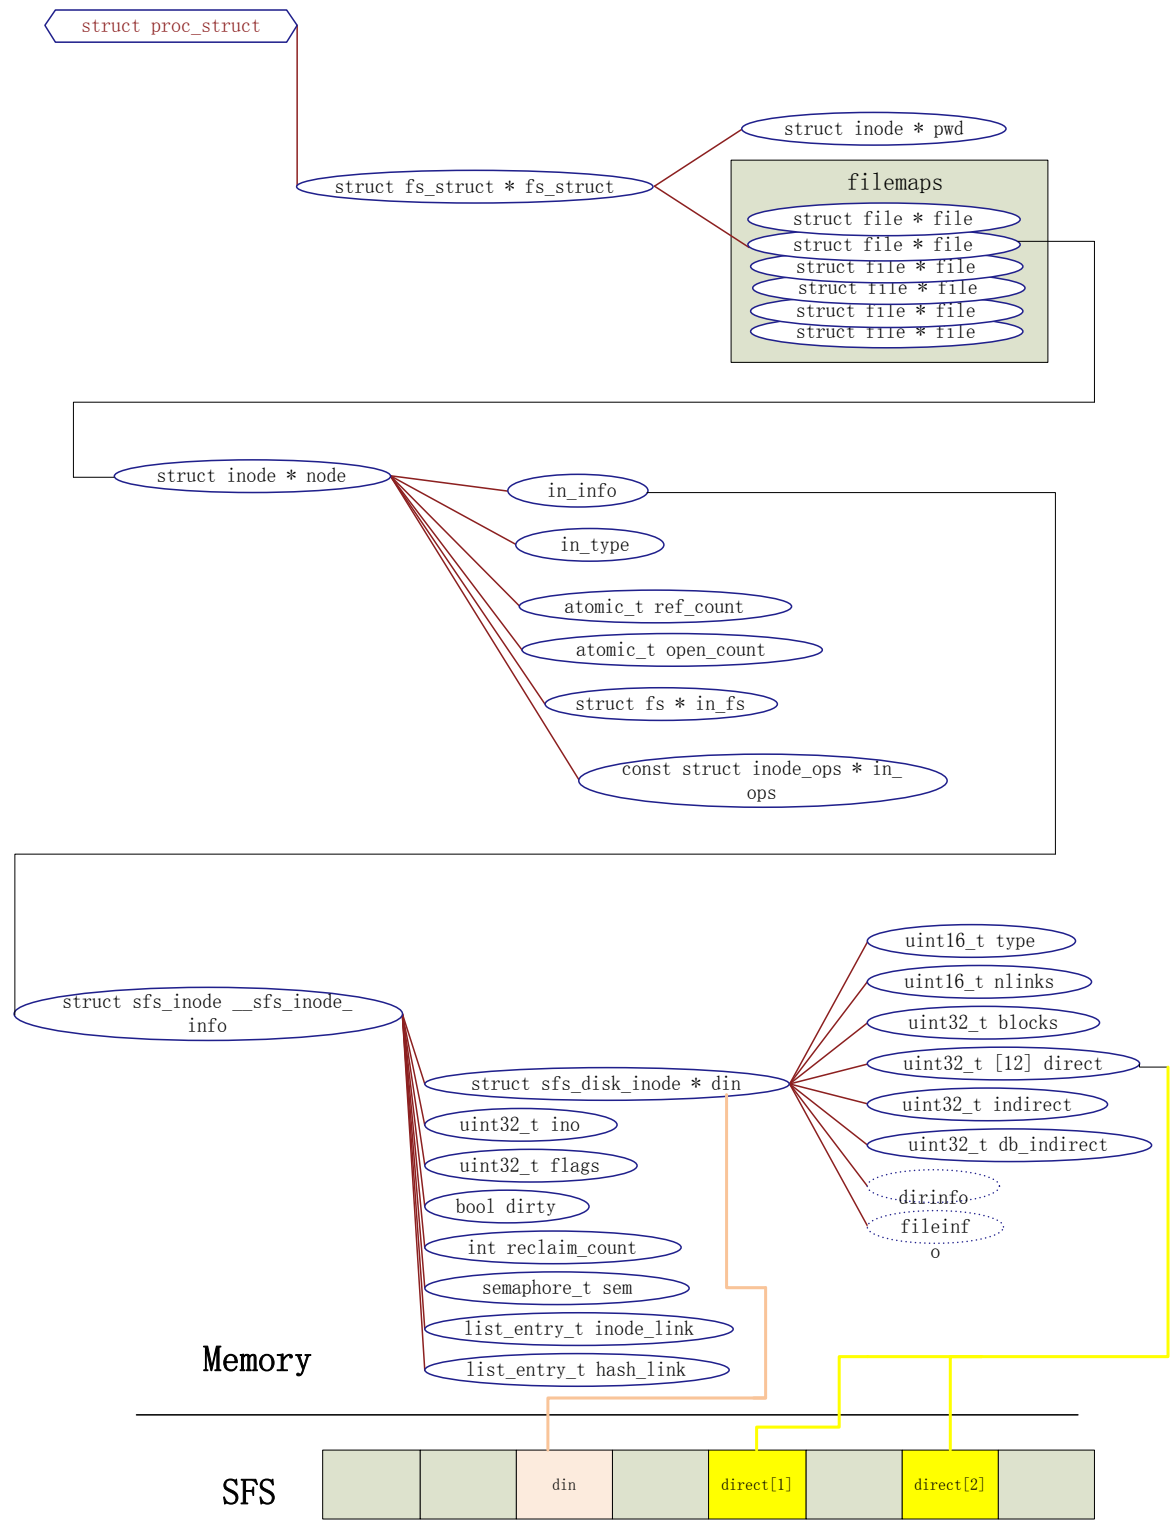 struct proc_struct
struct inode * pwd
struct fs_struct * fs_struct
filemaps
struct file * file
struct file * file
struct file * file
struct file * file
struct file * file
struct file * file
struct inode * node
in_info
in_type
atomic_t ref_count
atomic_t open_count
struct fs * in_fs
const struct inode_ops * in_
ops
struct sfs_inode __sfs_inode_
info
uint16_t type
uint16_t nlinks
uint32_t blocks
uint32_t [12] direct
uint32_t indirect
uint32_t db_indirect
dirinfo
fileinf
o
struct sfs_disk_inode * din
uint32_t ino
uint32_t flags
bool dirty
int reclaim_count
semaphore_t sem
list_entry_t inode_link
list_entry_t hash_link
Memory
SFS
din
direct[1]
direct[2]